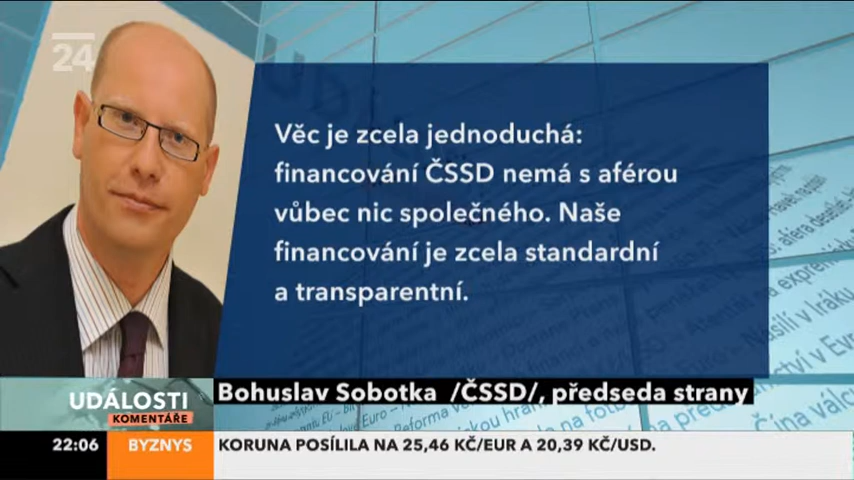 24
Věc je zcela jednoduchá:
financování ČSSD nemá s aférou
vůbec nic společného. Naše
financování je zcela standardní
a transparentní.
UDÁLOSTI
KOMENTÁŘE
Bohuslav Sobotka /ČSSD/, předseda strany
22:06 BYZNYS KORUNA POSÍLILA NA 25,46 KČ/EUR A 20,39 KČ/USD.